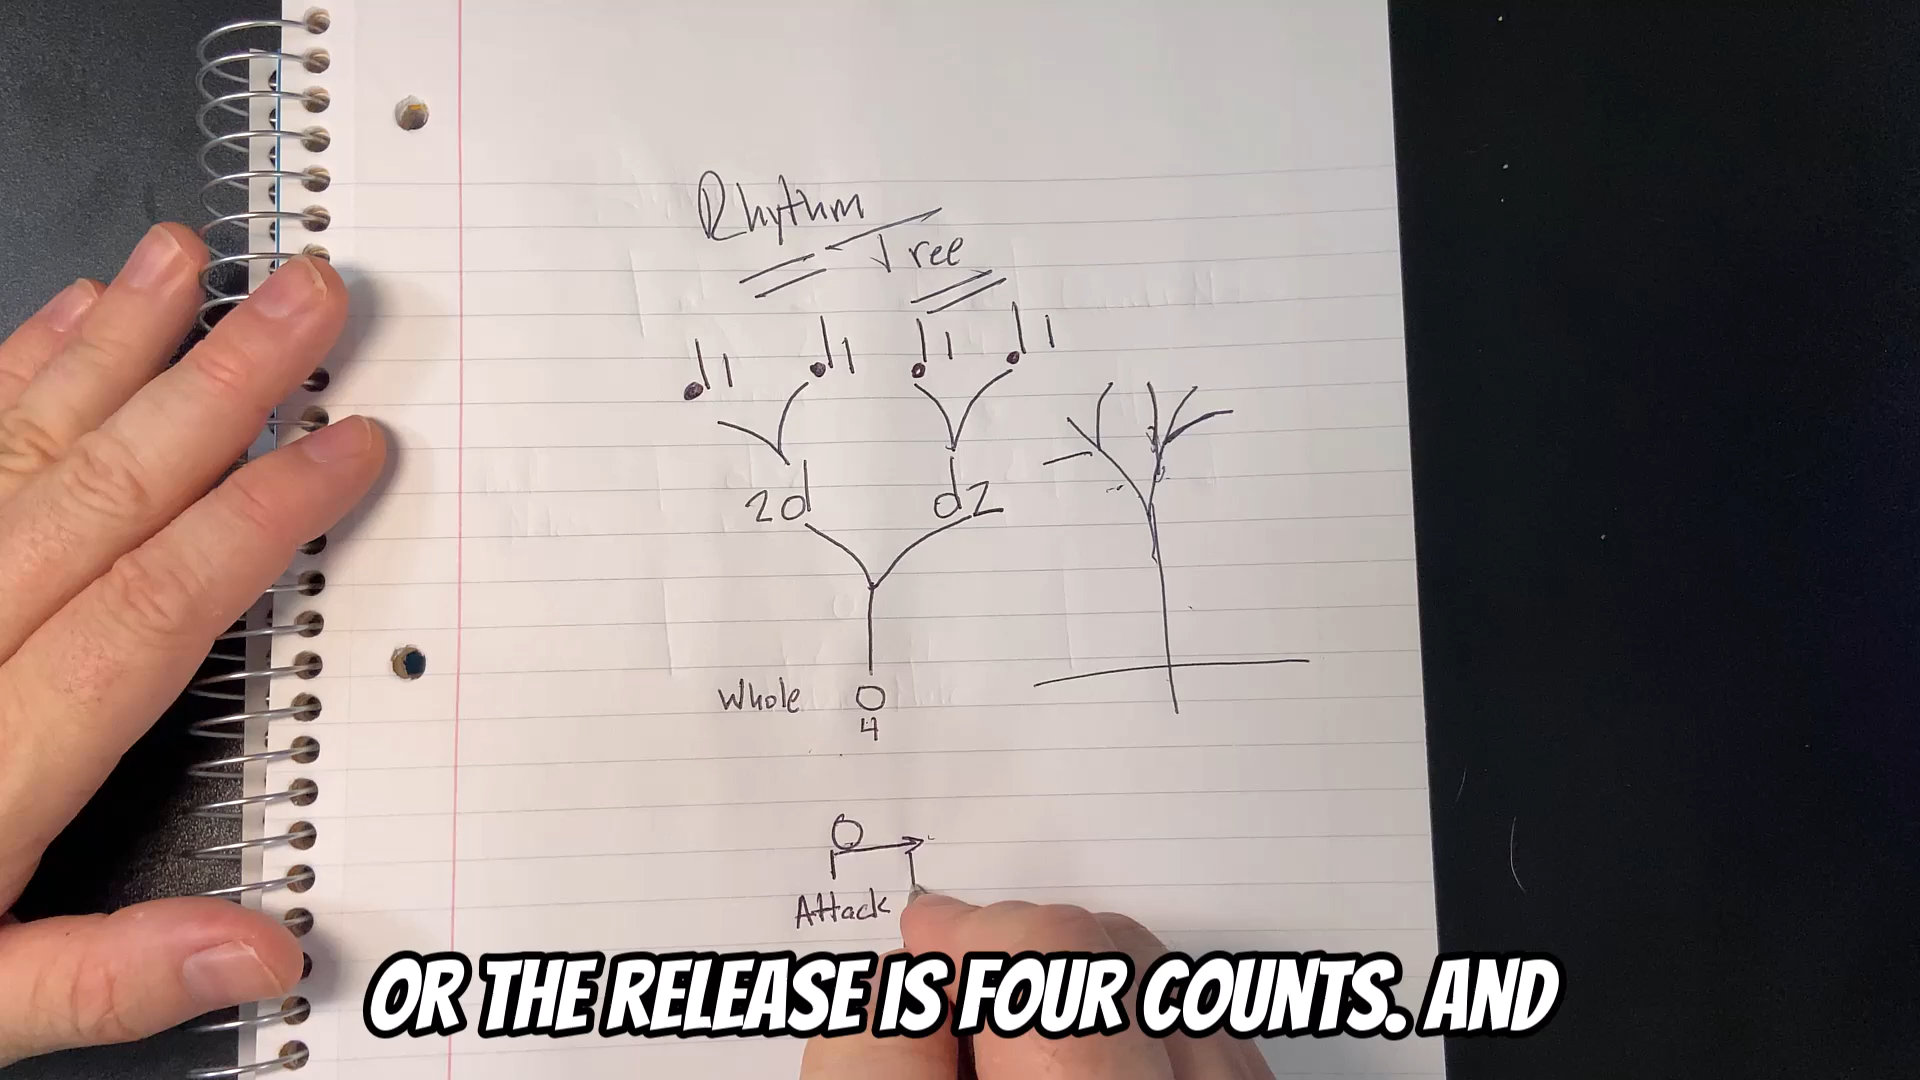 Rhythm
Tree
1 1 1 1
2 2
Whole
4
Attack
OR THE RELEASE IS FOUR COUNTS. AND